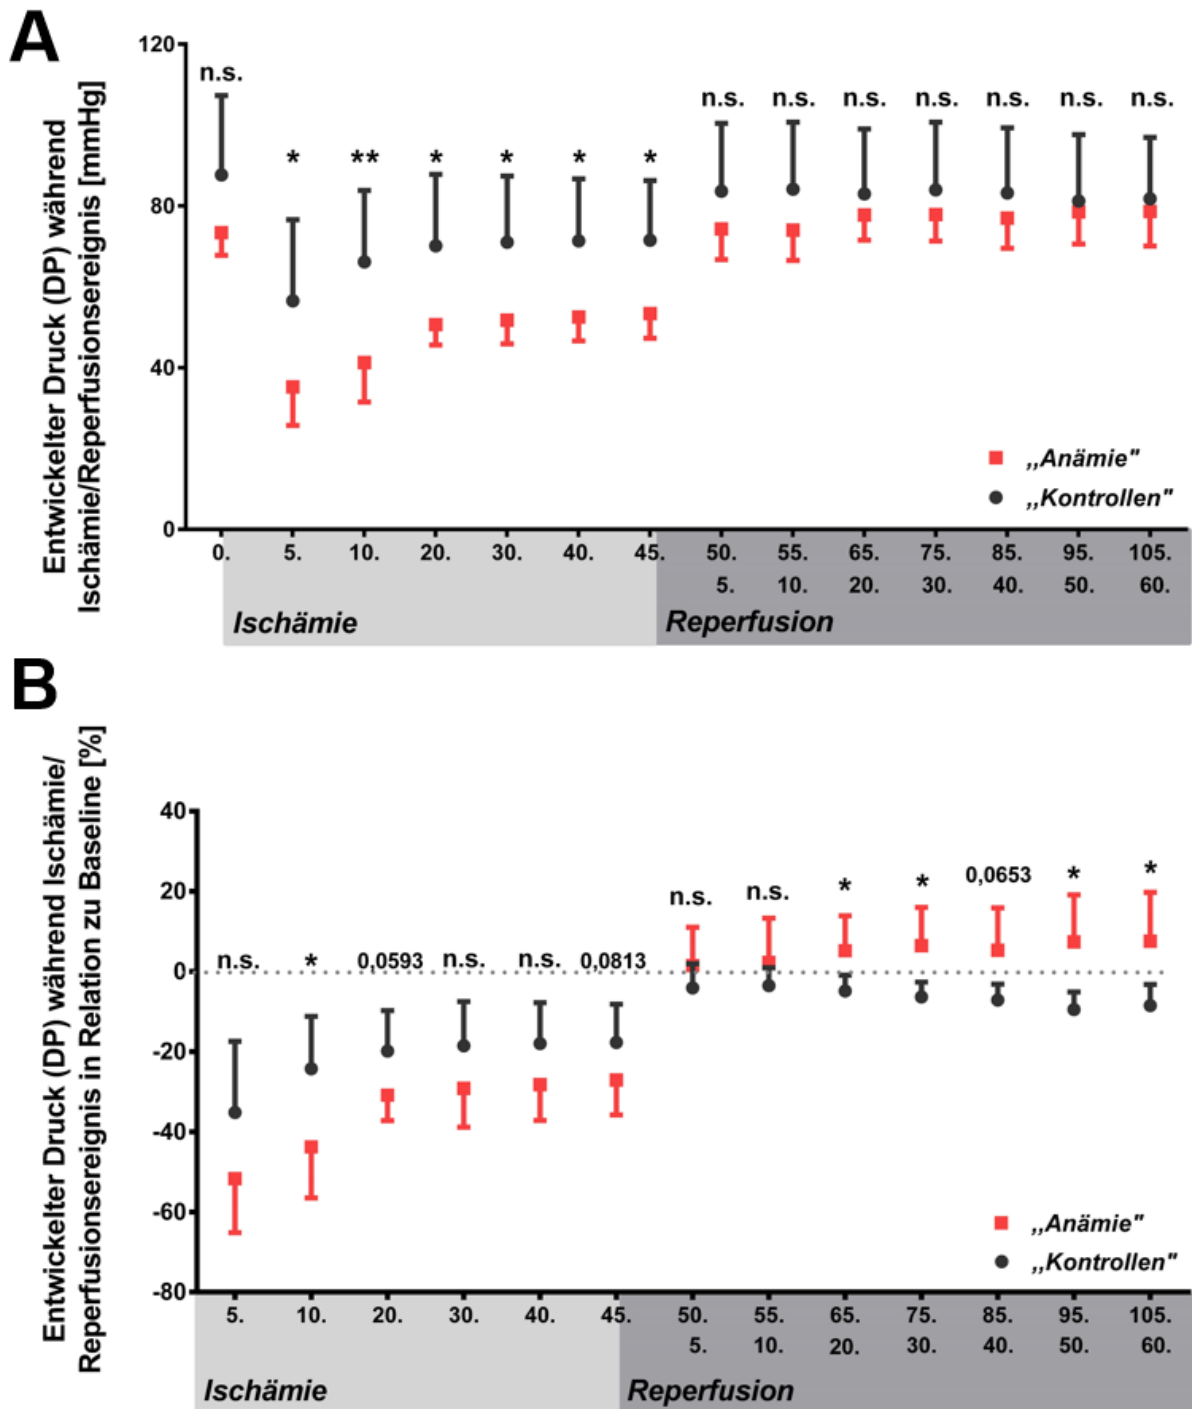 A
Entwickelter Druck (DP) während
Ischämie/Reperfusionsereignis [mmHg]
120
80
40
0
n.s. * ** * * * * n.s. n.s. n.s. n.s. n.s. n.s. n.s.
,,Anämie"
,,Kontrollen"
0. 5. 10. 20. 30. 40. 45. 50. 55. 65. 75. 85. 95. 105.
5. 10. 20. 30. 40. 50. 60.
Ischämie Reperfusion
B
Entwickelter Druck (DP) während Ischämie/
Reperfusionsereignis in Relation zu Baseline [%]
40
20
0
-20
-40
-60
-80
n.s. * 0,0593 n.s. n.s. 0,0813 n.s. n.s. * * 0,0653 * *
,,Anämie"
,,Kontrollen"
5. 10. 20. 30. 40. 45. 50. 55. 65. 75. 85. 95. 105.
5. 10. 20. 30. 40. 50. 60.
Ischämie Reperfusion